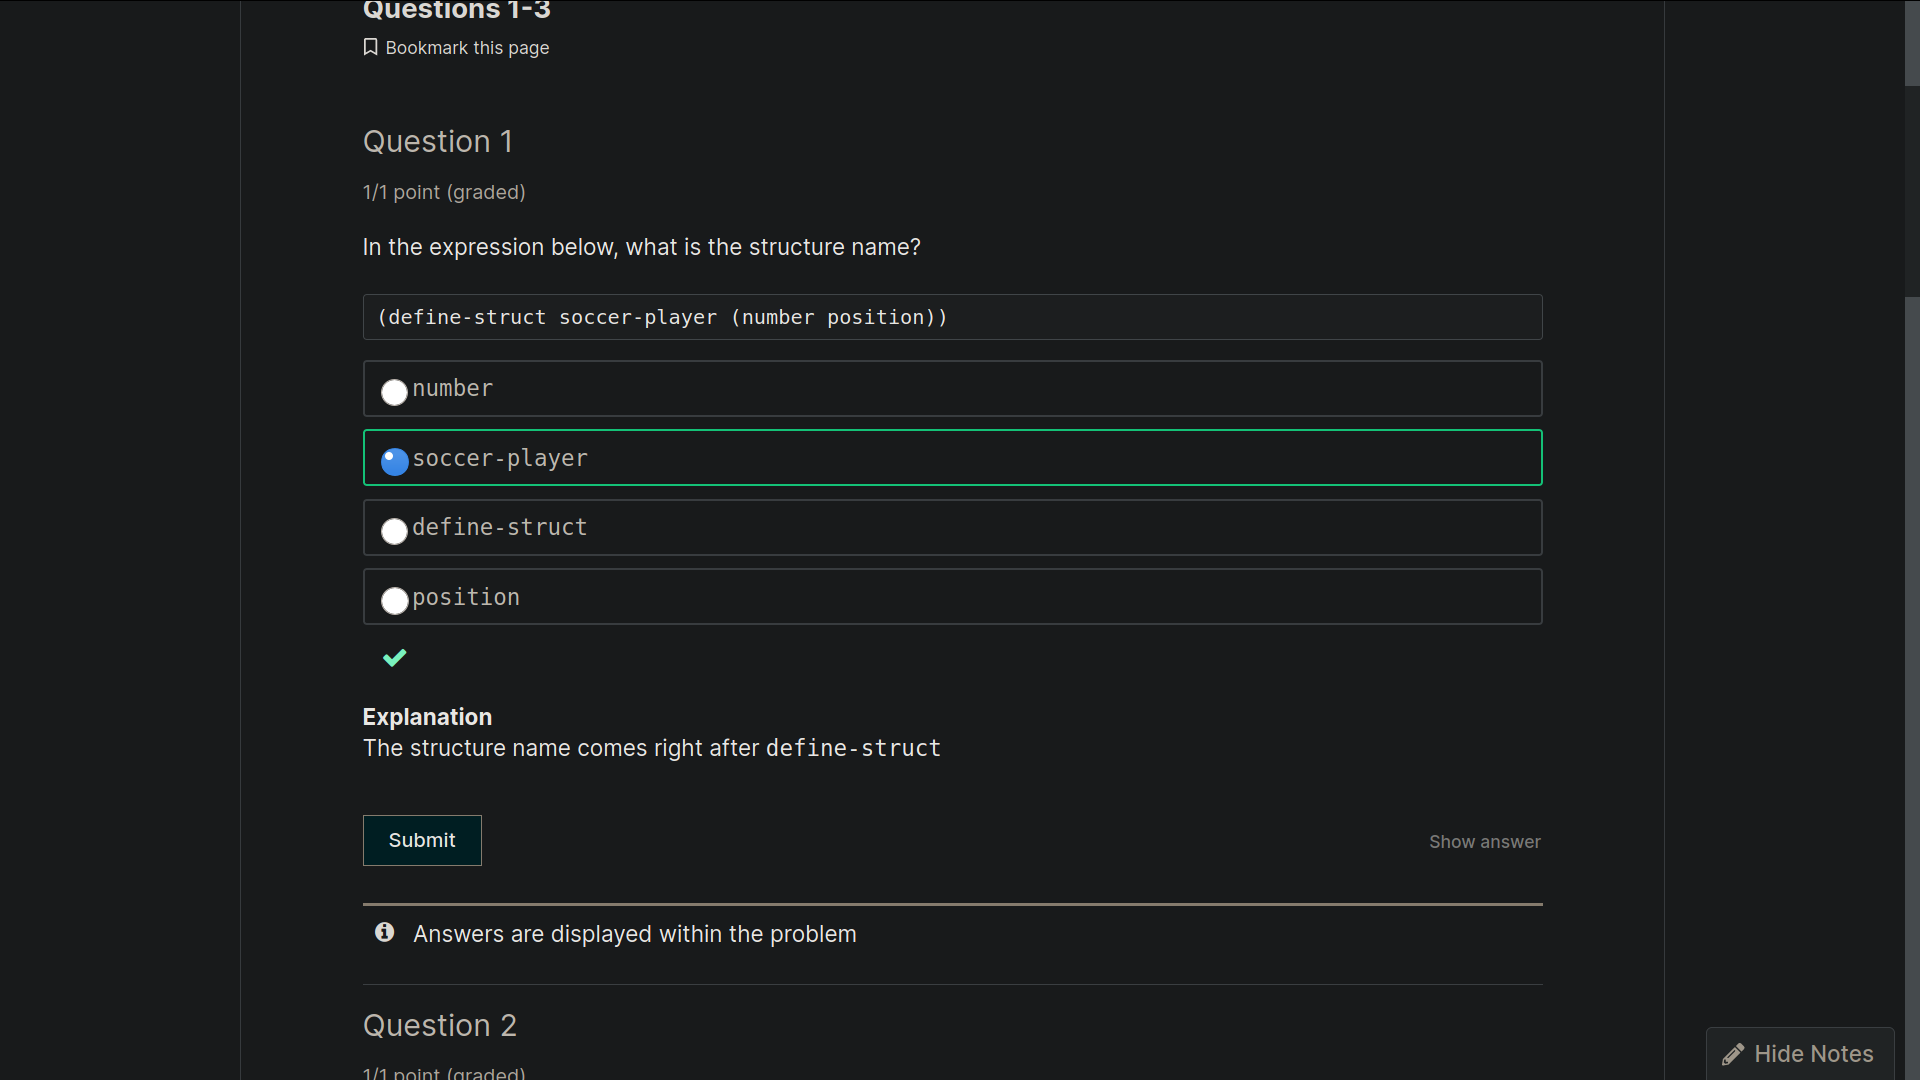 Questions 1-3
Bookmark this page
Question 1
1/1 point (graded)
In the expression below, what is the structure name?
(define-struct soccer-player (number position))
number
soccer-player
define-struct
position
Explanation
The structure name comes right after define-struct
Submit
Show answer
Answers are displayed within the problem
Question 2
1/1 point (graded)
Hide Notes